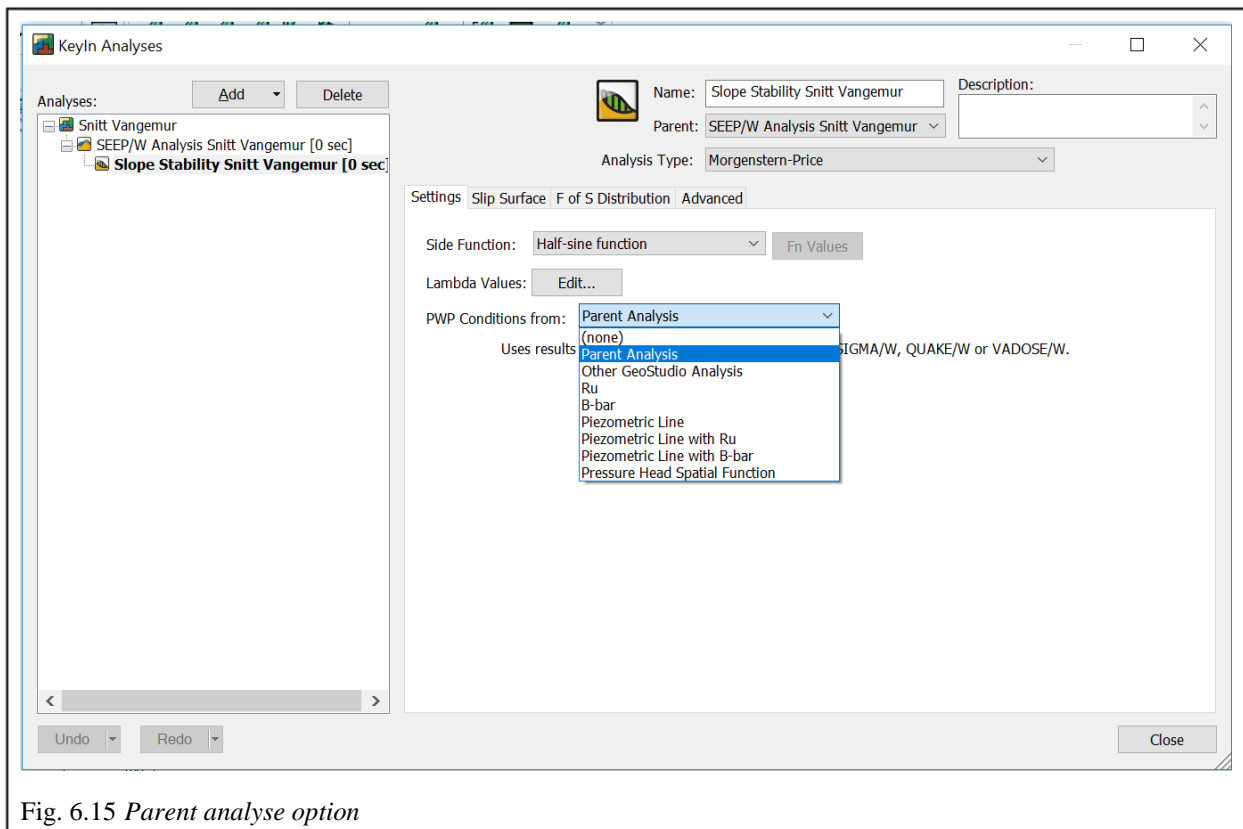 KeyIn Analyses
Analyses:
Add
Delete
Snitt Vangemur
SEEP/W Analysis Snitt Vangemur [0 sec]
Slope Stability Snitt Vangemur [0 sec]
Name: Slope Stability Snitt Vangemur
Description:
Parent: SEEP/W Analysis Snitt Vangemur
Analysis Type: Morgenstern-Price
Settings Slip Surface F of S Distribution Advanced
Side Function: Half-sine function Fn Values
Lambda Values: Edit...
PWP Conditions from: Parent Analysis
(none)
Uses results SIGMA/W, QUAKE/W or VADOSE/W.
Parent Analysis
Other GeoStudio Analysis
Ru
B-bar
Piezometric Line
Piezometric Line with Ru
Piezometric Line with B-bar
Pressure Head Spatial Function
Undo
Redo
Close
Fig. 6.15 Parent analyse option